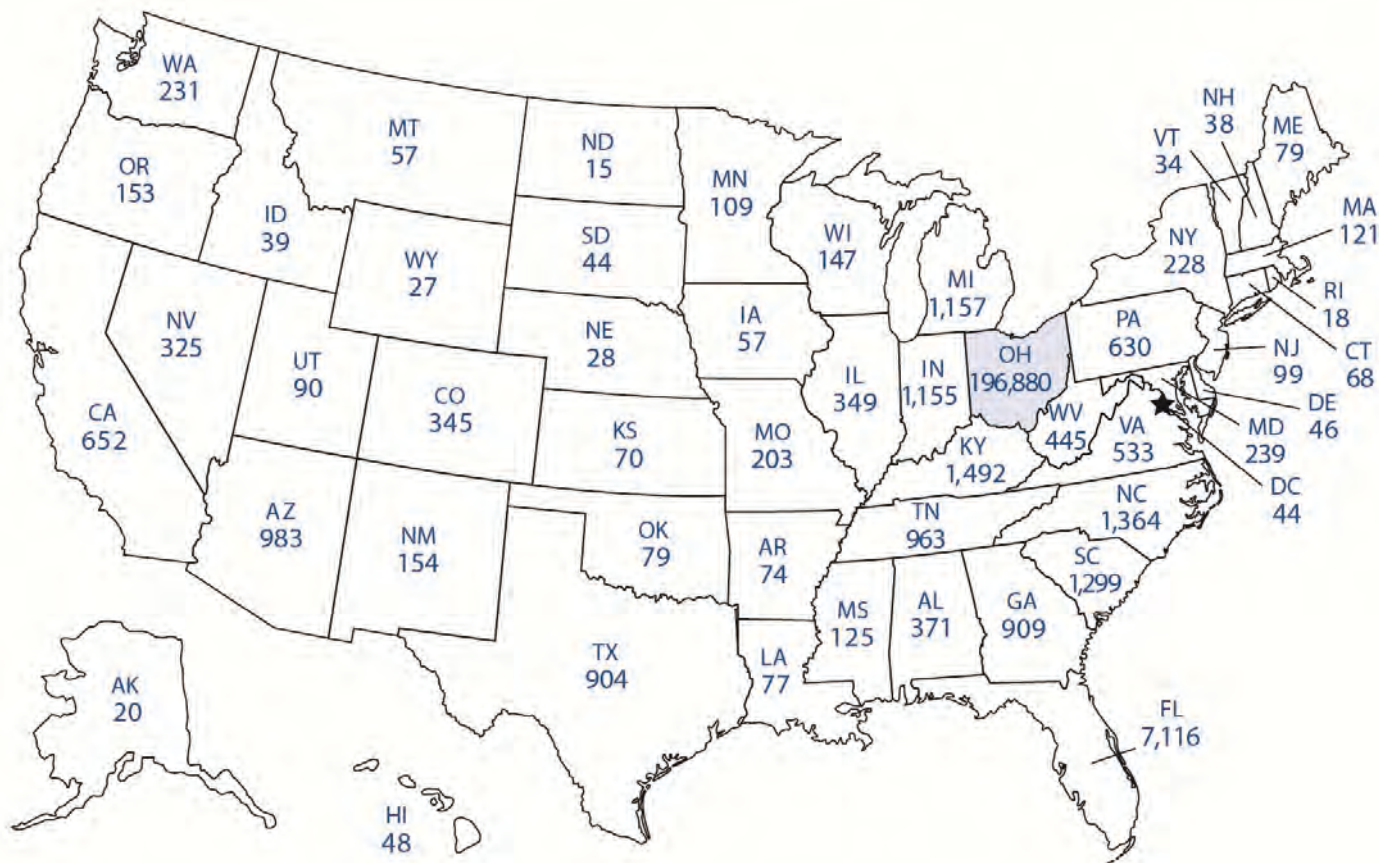 WA
231
OR
153
ID
39
MT
57
ND
15
MN
109
WI
147
MI
1,157
VT
34
NH
38
ME
79
MA
121
NY
228
RI
18
CT
68
NJ
99
PA
630
DE
46
MD
239
DC
44
SD
44
WY
27
NV
325
UT
90
CA
652
CO
345
NE
28
IA
57
IL
349
IN
1,155
OH
196,880
WV
445
VA
533
KS
70
MO
203
KY
1,492
NC
1,364
TN
963
SC
1,299
AZ
983
NM
154
OK
79
AR
74
MS
125
AL
371
GA
909
TX
904
LA
77
FL
7,116
AK
20
HI
48